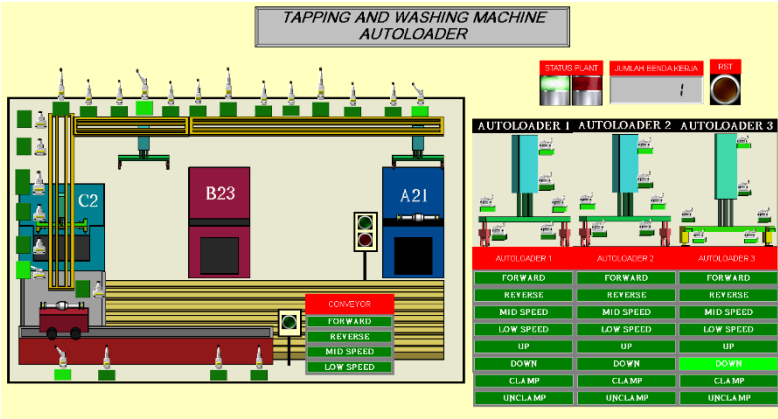 TAPPING AND WASHING MACHINE
AUTOLOADER
STATUS PLANT
JUMLAH BENDA KERJA
RST
1
AUTOLOADER 1
AUTOLOADER 2
AUTOLOADER 3
C2
B23
A21
AUTOLOADER 1
AUTOLOADER 2
AUTOLOADER 3
FORWARD
FORWARD
FORWARD
REVERSE
REVERSE
REVERSE
MID SPEED
MID SPEED
MID SPEED
LOW SPEED
LOW SPEED
LOW SPEED
UP
UP
UP
DOWN
DOWN
DOWN
CLAMP
CLAMP
CLAMP
UNCLAMP
UNCLAMP
UNCLAMP
CONVEYOR
FORWARD
REVERSE
MID SPEED
LOW SPEED